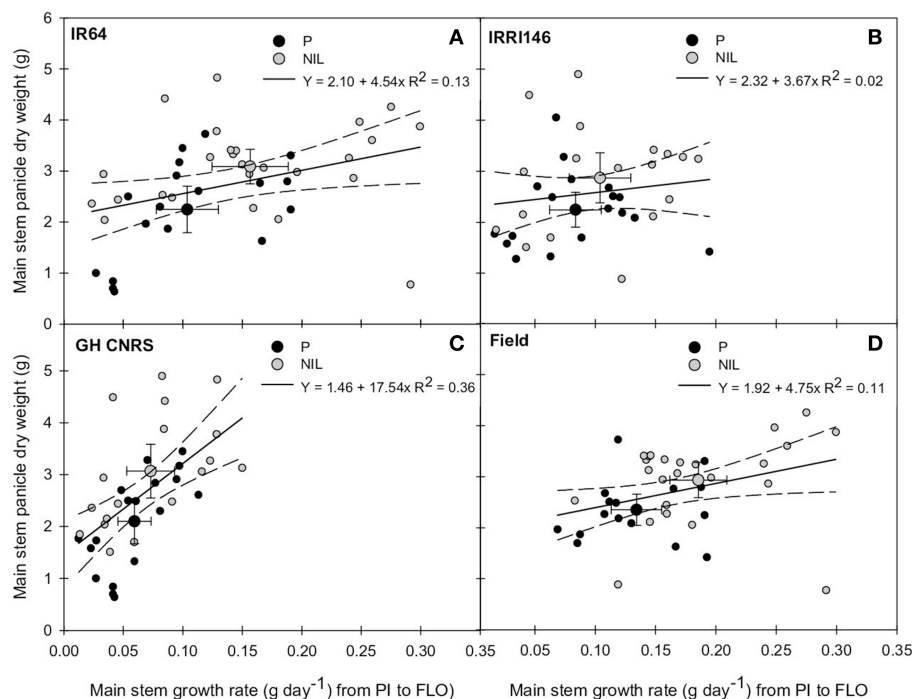 IR64
A
P
NIL
Y = 2.10 + 4.54x R² = 0.13
IRRI146
B
P
NIL
Y = 2.32 + 3.67x R² = 0.02
6
5
4
3
2
1
0
Main stem panicle dry weight (g)
GH CNRS
C
P
NIL
Y = 1.46 + 17.54x R² = 0.36
Field
D
P
NIL
Y = 1.92 + 4.75x R² = 0.11
5
4
3
2
1
0
Main stem panicle dry weight (g)
0.00 0.05 0.10 0.15 0.20 0.25 0.30 0.35
0.05 0.10 0.15 0.20 0.25 0.30 0.35
Main stem growth rate (g day⁻¹) from PI to FLO)
Main stem growth rate (g day⁻¹) from PI to FLO